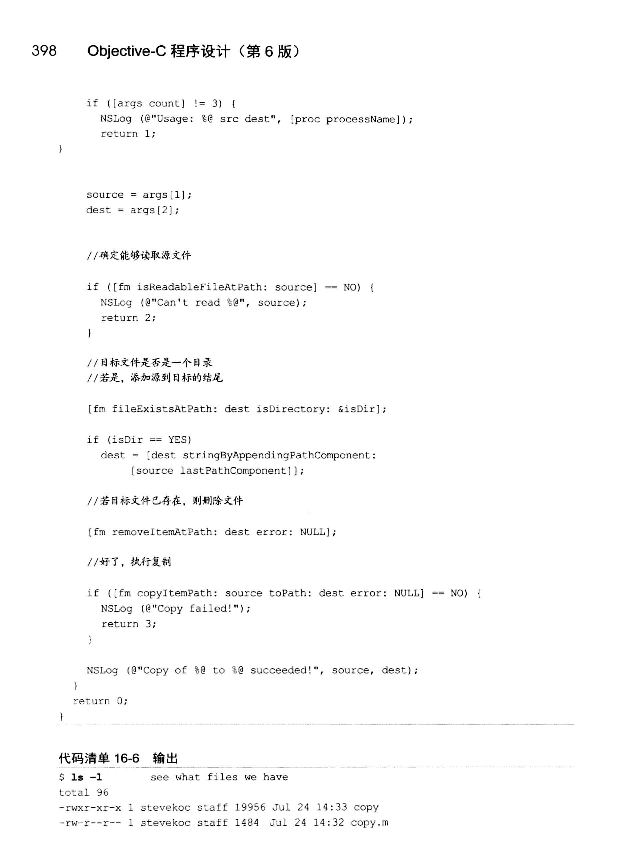 398 Objective-C 程序设计（第 6 版）
if ([args count] != 3) {
NSLog (@"Usage: %@ src dest", [proc processName]);
return 1;
}
source = args[1];
dest = args[2];
//确定能够读取源文件
if ([fm isReadableFileAtPath: source] == NO) {
NSLog (@"Can't read %@", source);
return 2;
}
//目标文件是否是一个目录
//若是，添加源到目标的结尾
[fm fileExistsAtPath: dest isDirectory: &isDir];
if (isDir == YES)
dest = [dest stringByAppendingPathComponent:
[source lastPathComponent]];
//若目标文件已存在，则删除文件
[fm removeItemAtPath: dest error: NULL];
//好了，执行复制
if ([fm copyItemPath: source toPath: dest error: NULL] == NO) {
NSLog (@"Copy failed!");
return 3;
}
NSLog (@"Copy of %@ to %@ succeeded!", source, dest);
}
return 0;
}
代码清单 16-6 输出
$ ls -l see what files we have
total 96
-rwxr-xr-x 1 stevekoc staff 19956 Jul 24 14:33 copy
-rw-r--r-- 1 stevekoc staff 1484 Jul 24 14:32 copy.m